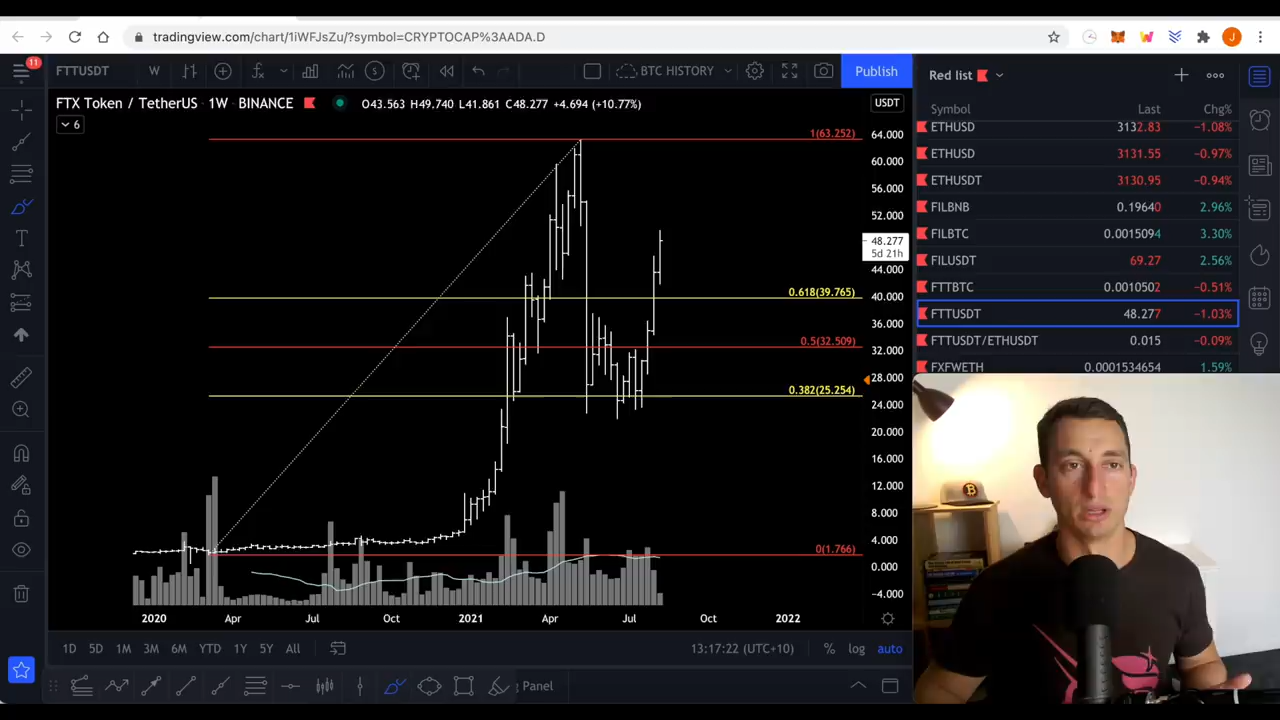 tradingview.com/chart/1iWFJsZu/?symbol=CRYPTOCAP%3AADA.D
J
11
FTTUSDT
W
BTC HISTORY
Publish
Red list
FTX Token / TetherUS 1W BINANCE O43.563 H49.740 L41.861 C48.277 +4.694 (+10.77%)
USDT
6
Symbol Last Chg%
ETHUSD 3132.83 −1.08%
ETHUSD 3131.55 −0.97%
ETHUSDT 3130.95 −0.94%
FILBNB 0.19640 2.96%
FILBTC 0.0015094 3.30%
FILUSDT 69.27 2.56%
FTTBTC 0.0010502 −0.51%
FTTUSDT 48.277 −1.03%
FTTUSDT/ETHUSDT 0.015 −0.09%
FXFWETH 0.0001534654 1.59%
1(63.252)
0.618(39.765)
0.5(32.509)
0.382(25.254)
0(1.766)
64.000
60.000
56.000
52.000
48.277
5d 21h
44.000
40.000
36.000
32.000
28.000
24.000
20.000
16.000
12.000
8.000
4.000
0.000
−4.000
2020 Apr Jul Oct 2021 Apr Jul Oct 2022
1D 5D 1M 3M 6M YTD 1Y 5Y All
13:17:22 (UTC+10) % log auto
Panel